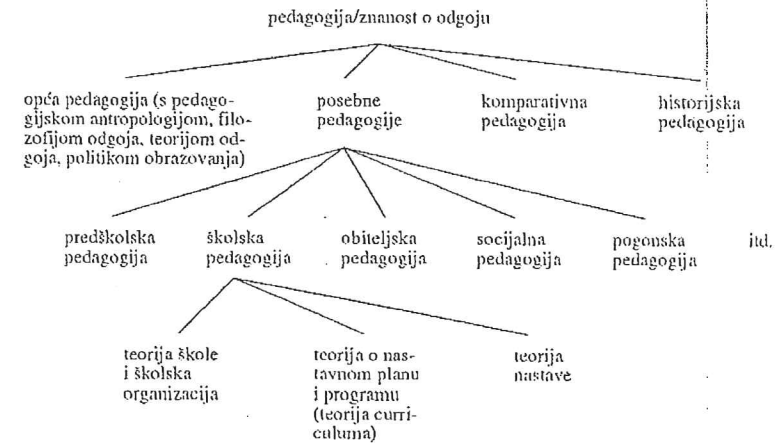 pedagogija/znanost o odgoju
opća pedagogija (s pedago-
gijskom antropologijom, filo-
zofijom odgoja, teorijom od-
goja, politikom obrazovanja)
posebne
pedagogije
komparativna
pedagogija
historijska
pedagogija
predškolska
pedagogija
školska
pedagogija
obiteljska
pedagogija
socijalna
pedagogija
pogonska
pedagogija
itd.
teorija škole
i školska
organizacija
teorija o nas-
tavnom planu
i programu
(teorija curri-
culuma)
teorija
nastave